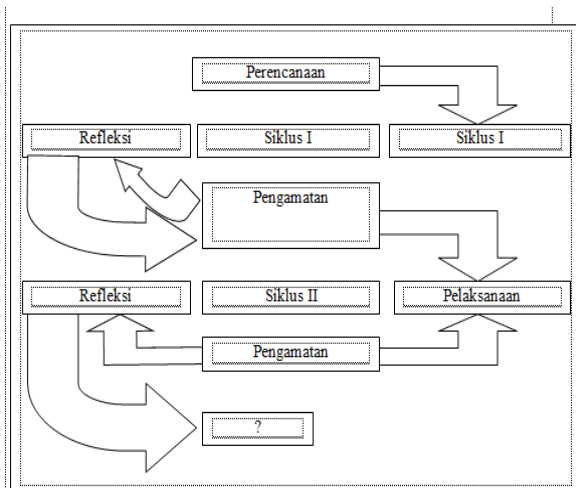 Perencanaan
Refleksi
Siklus I
Siklus I
Pengamatan
Refleksi
Siklus II
Pelaksanaan
Pengamatan
?